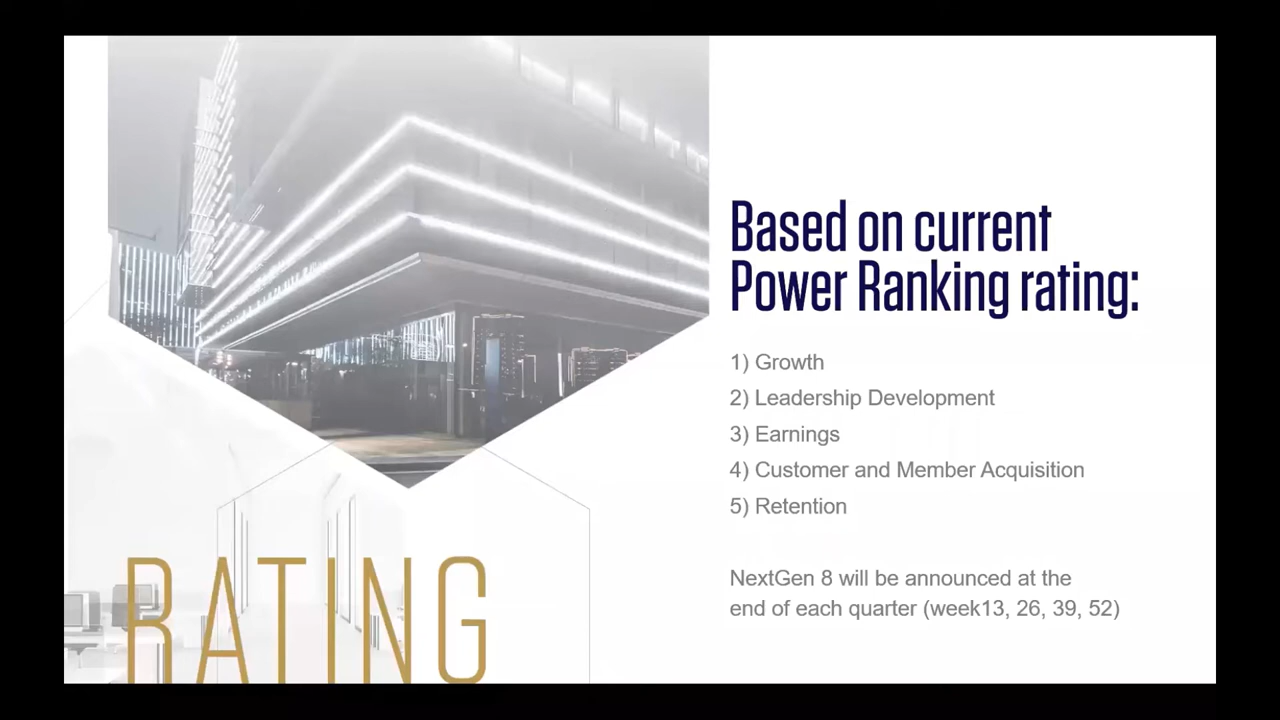 Based on current
Power Ranking rating:
1) Growth
2) Leadership Development
3) Earnings
4) Customer and Member Acquisition
5) Retention
NextGen 8 will be announced at the
end of each quarter (week13, 26, 39, 52)
RATING